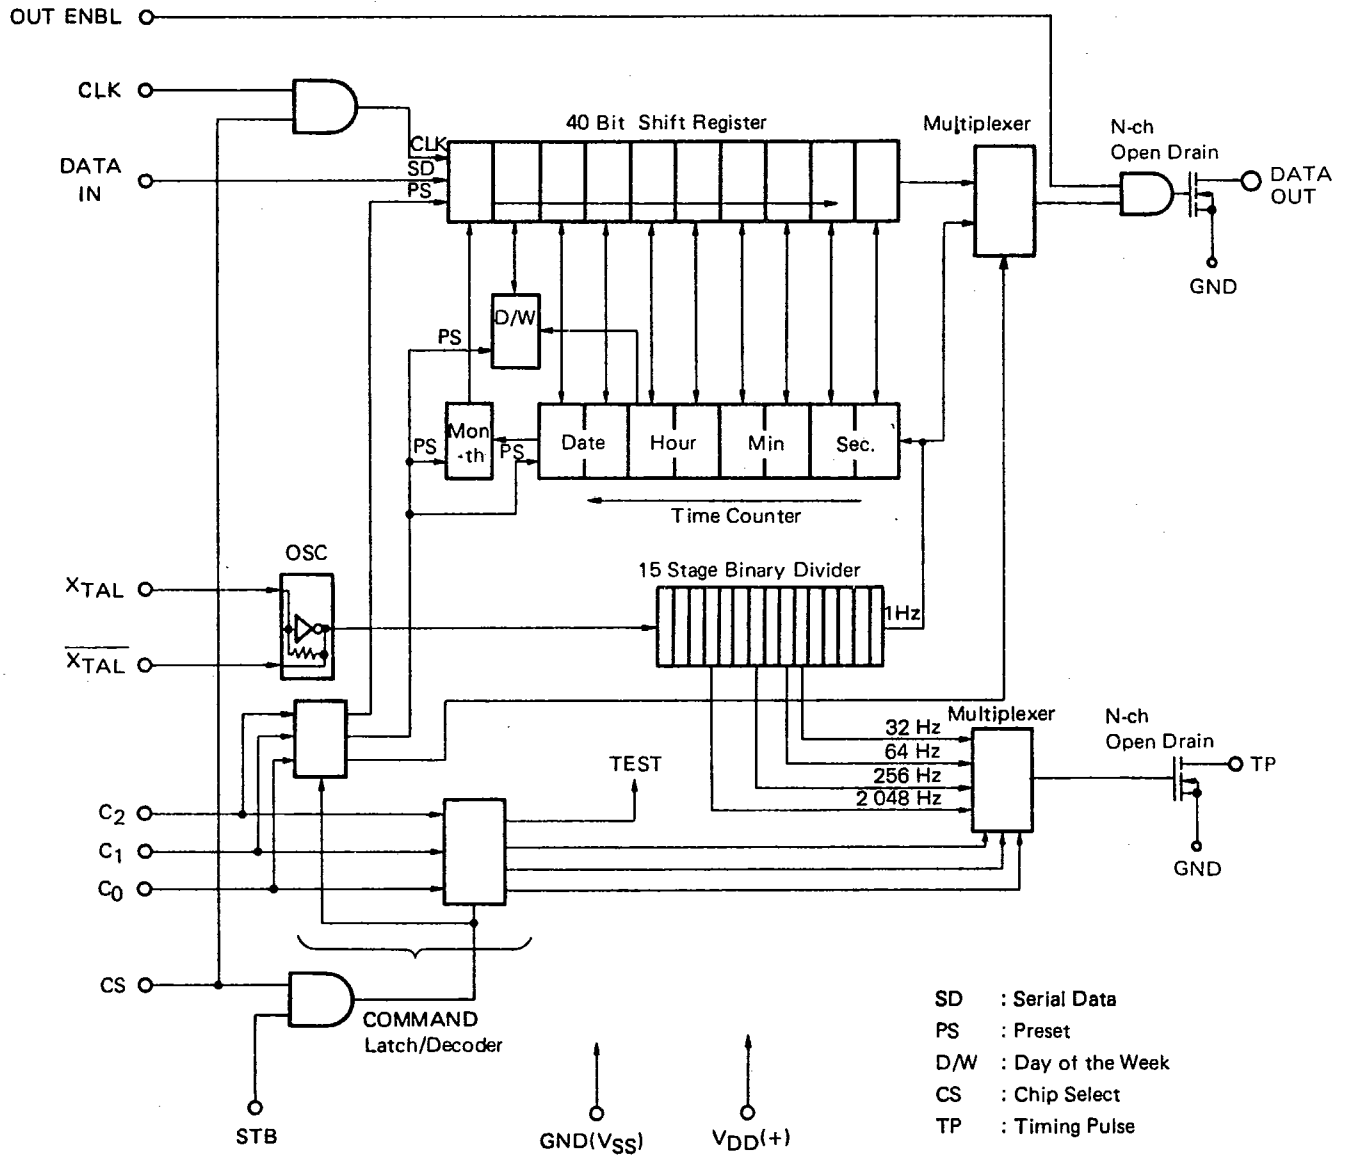 OUT ENBL
CLK
DATA
IN
40 Bit Shift Register
CLK
SD
PS
Multiplexer
N-ch
Open Drain
DATA
OUT
GND
D/W
PS
Mon
-th
PS
PS
Date
Hour
Min
Sec.
Time Counter
OSC
XTAL
XTAL
15 Stage Binary Divider
1Hz
32 Hz
64 Hz
256 Hz
2 048 Hz
Multiplexer
N-ch
Open Drain
TP
GND
TEST
C2
C1
C0
CS
COMMAND
Latch/Decoder
STB
GND(VSS)
VDD(+)
SD : Serial Data
PS : Preset
D/W : Day of the Week
CS : Chip Select
TP : Timing Pulse